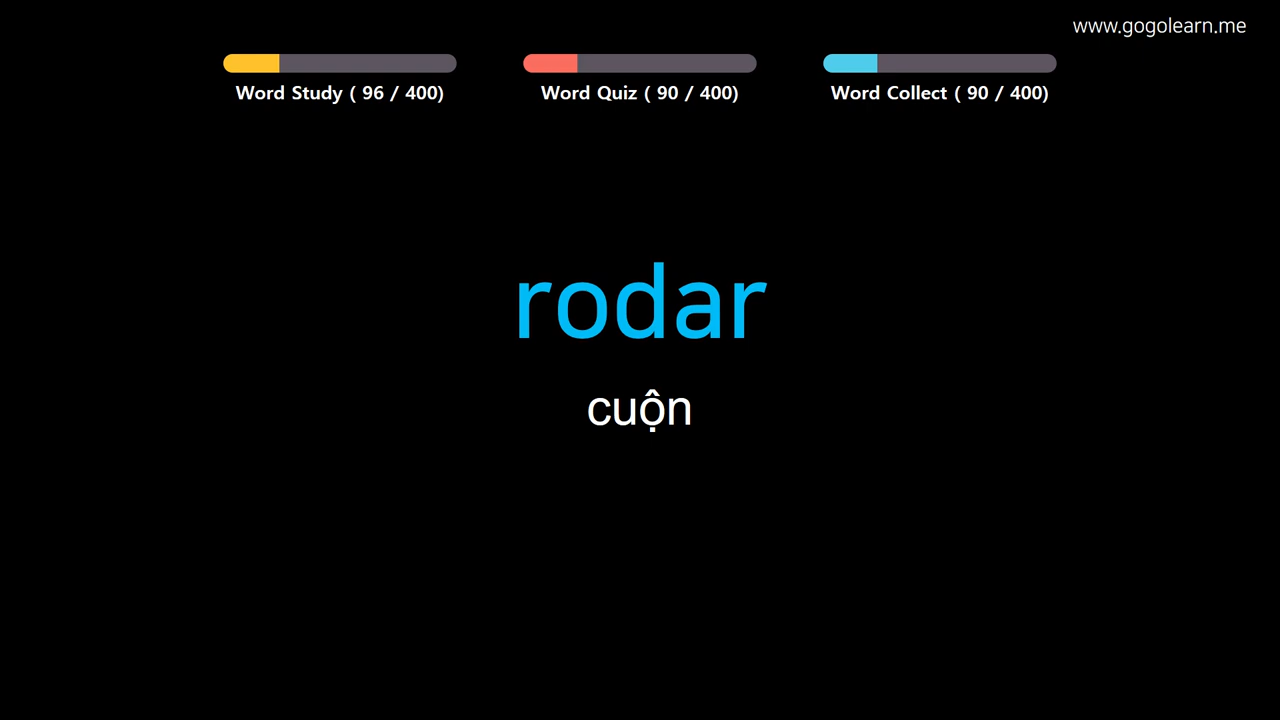 www.gogolearn.me
Word Study ( 96 / 400)
Word Quiz ( 90 / 400)
Word Collect ( 90 / 400)
rodar
cuộn